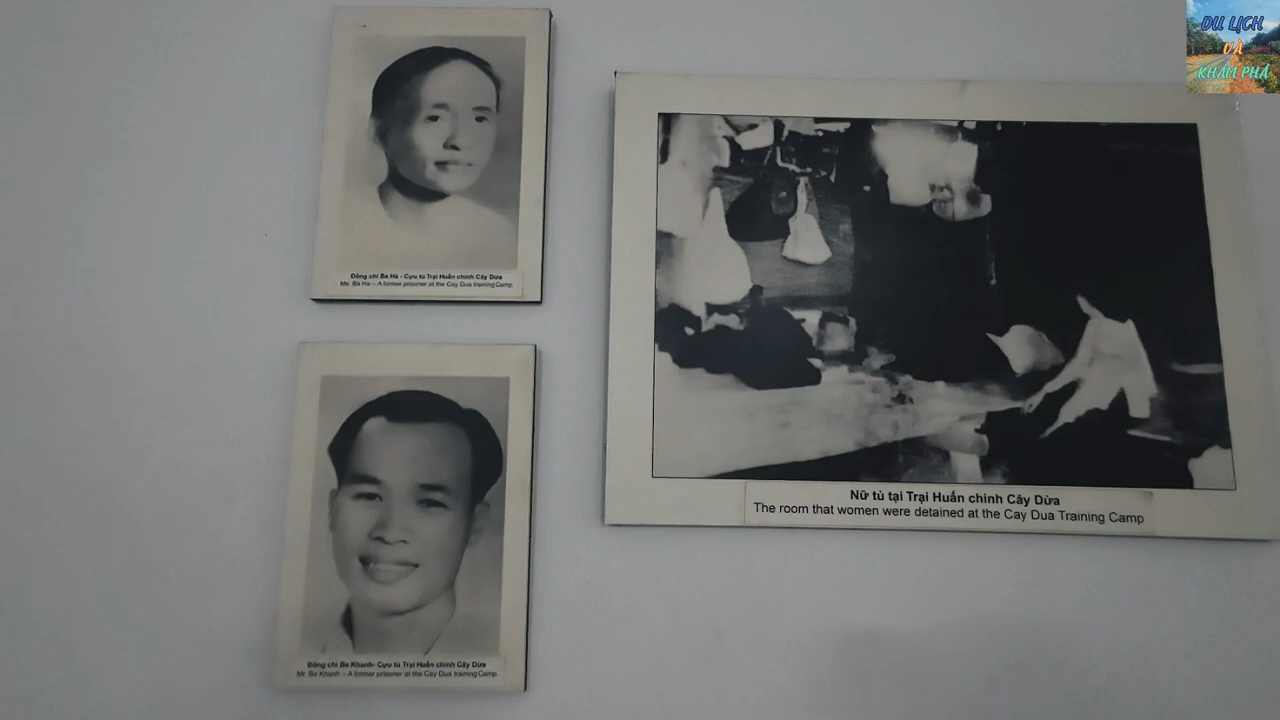 Đồng chí Ba Hà - Cựu tù Trại Huấn chính Cây Dừa
Mr. Ba Ha – A former prisoner at the Cay Dua training Camp
Đồng chí Ba Khanh- Cựu tù Trại Huấn chính Cây Dừa
Mr. Ba Khanh – A former prisoner at the Cay Dua training Camp
Nữ tù tại Trại Huấn chính Cây Dừa
The room that women were detained at the Cay Dua Training Camp
DU LỊCH
VÀ
KHÁM PHÁ